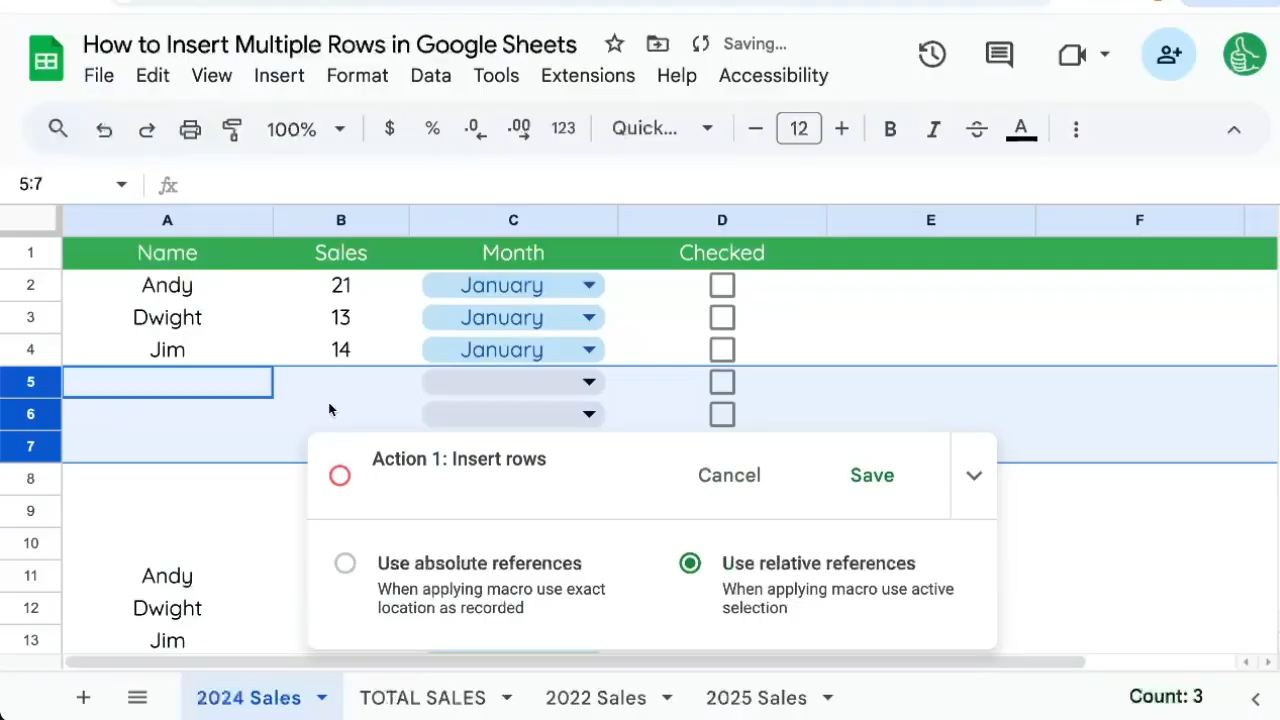 How to Insert Multiple Rows in Google Sheets Saving...
File Edit View Insert Format Data Tools Extensions Help Accessibility
100% $ % .0 .00 123 Quick... − 12 + B I S A
5:7 fx
A B C D E F
1 Name Sales Month Checked
2 Andy 21 January
3 Dwight 13 January
4 Jim 14 January
5
6
7
Action 1: Insert rows
Cancel Save
8
9
10
Use absolute references
When applying macro use exact
location as recorded
Use relative references
When applying macro use active
selection
11 Andy
12 Dwight
13 Jim
+ 2024 Sales TOTAL SALES 2022 Sales 2025 Sales Count: 3